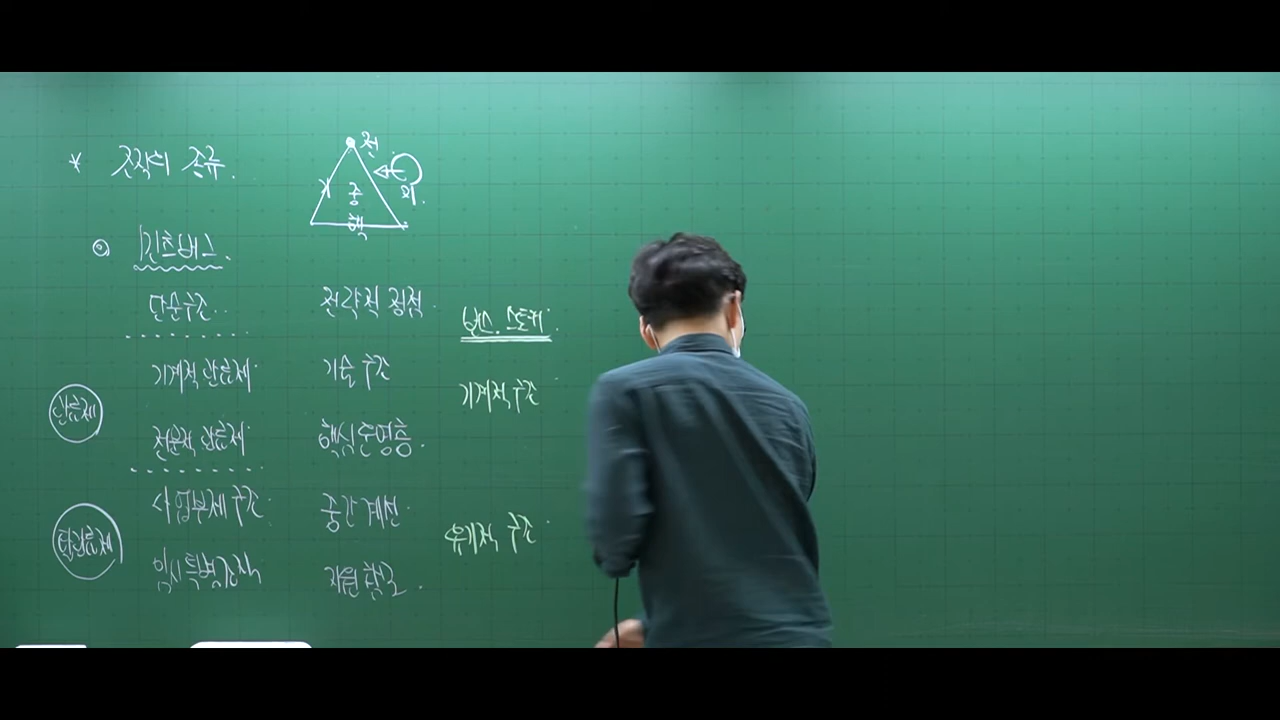 * 조직의 종류.
전
중
핵
◎ 민츠버그.
단순구조
전략적 정점
번스.스토커
기계적 관료제
기술 구조
기계적 구조
관료제
전문적 관료제
핵심운영층
사업부제 구조
중간 계선
유기적 구조
탈관료제
임시특별조직
지원 참모